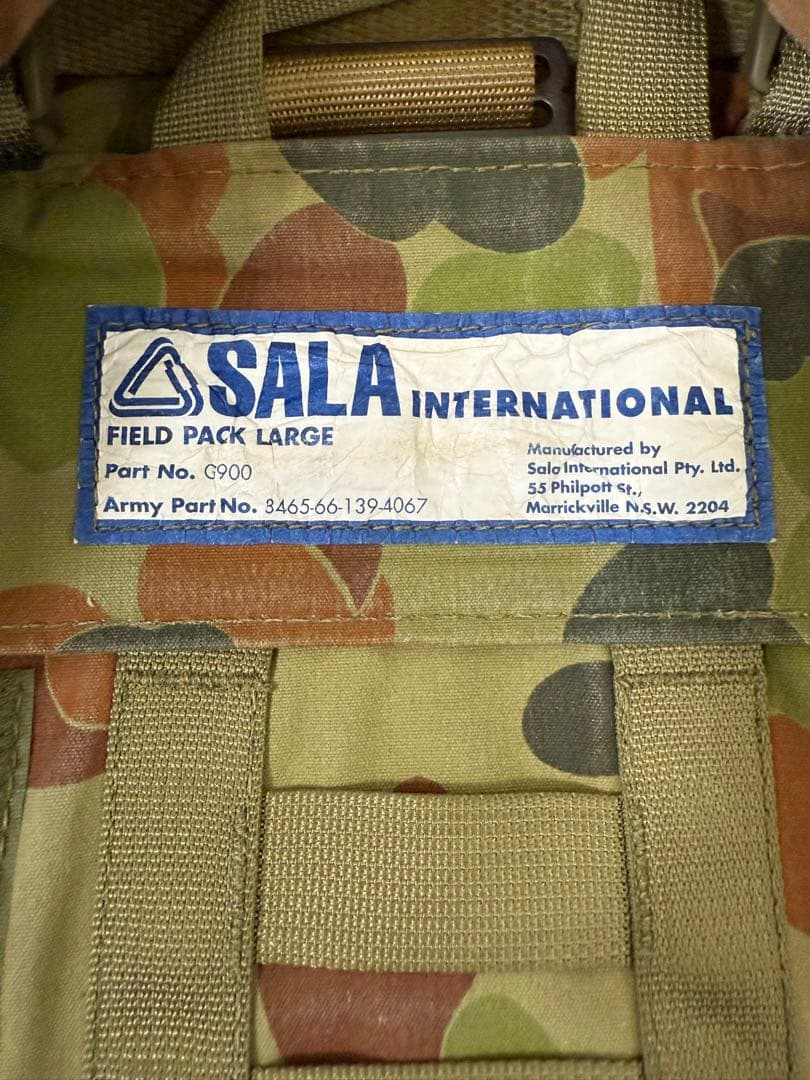 SALA INTERNATIONAL
FIELD PACK LARGE
Part No. G900
Army Part No. 8465-66-139-4067
Manufactured by
Sala International Pty. Ltd.
55 Philpott St.,
Marrickville N.S.W. 2204